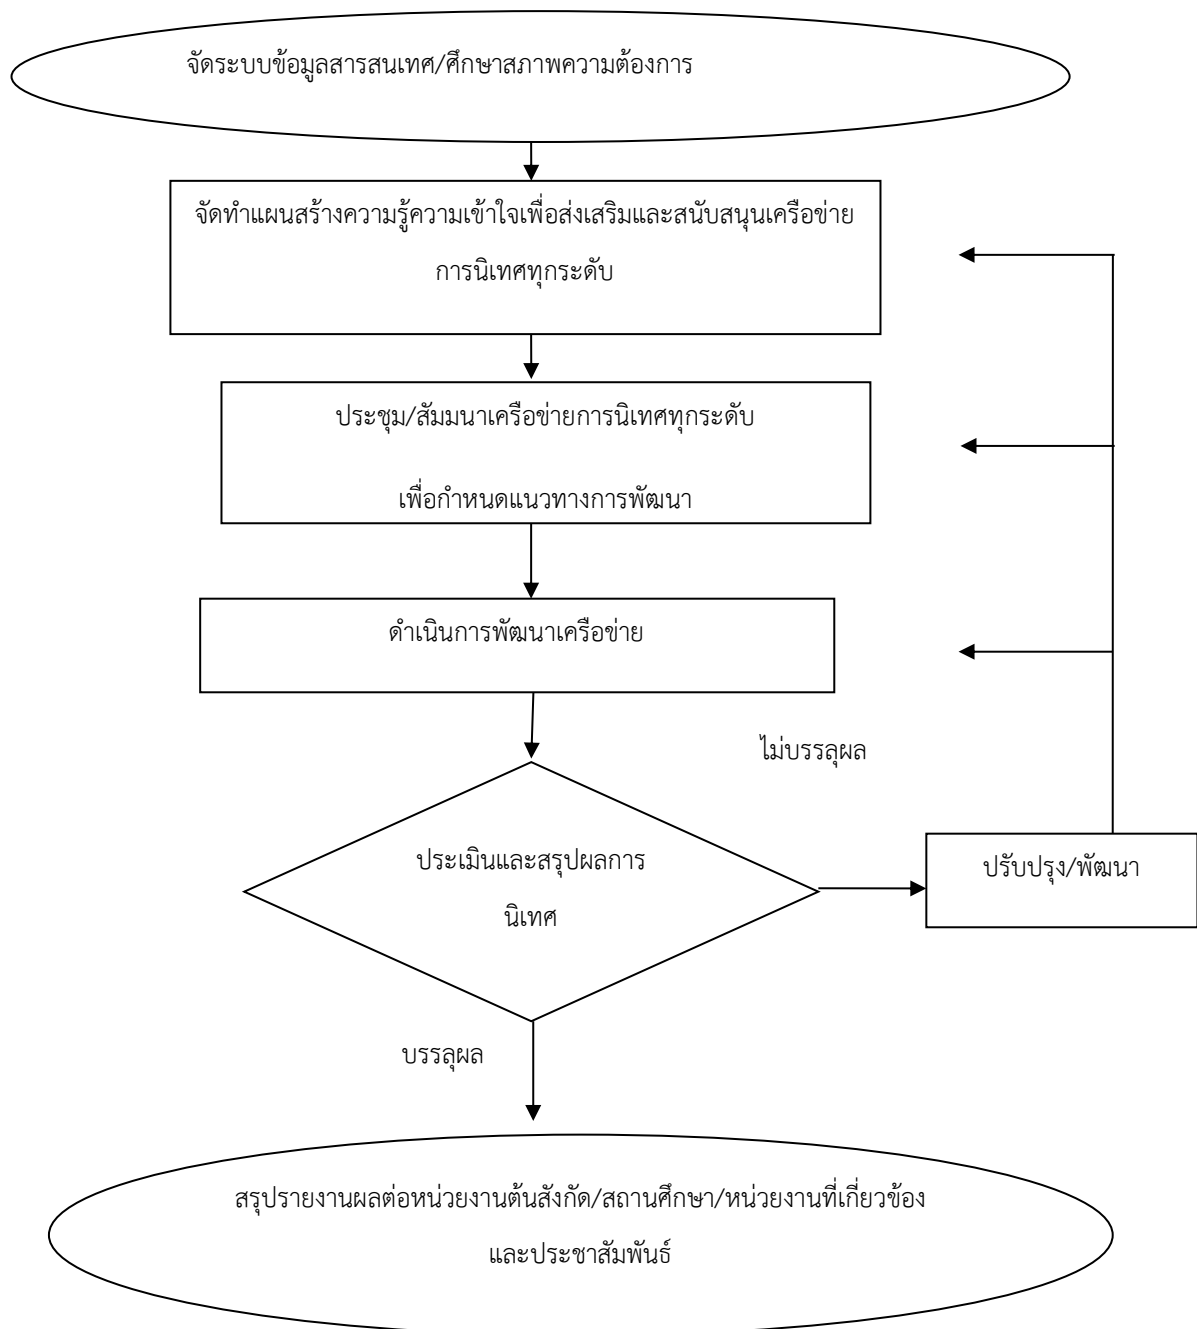 จัดระบบข้อมูลสารสนเทศ/ศึกษาสภาพความต้องการ
จัดทำแผนสร้างความรู้ความเข้าใจเพื่อส่งเสริมและสนับสนุนเครือข่าย
การนิเทศทุกระดับ
ประชุม/สัมมนาเครือข่ายการนิเทศทุกระดับ
เพื่อกำหนดแนวทางการพัฒนา
ดำเนินการพัฒนาเครือข่าย
ไม่บรรลุผล
ประเมินและสรุปผลการ
นิเทศ
ปรับปรุง/พัฒนา
บรรลุผล
สรุปรายงานผลต่อหน่วยงานต้นสังกัด/สถานศึกษา/หน่วยงานที่เกี่ยวข้อง
และประชาสัมพันธ์